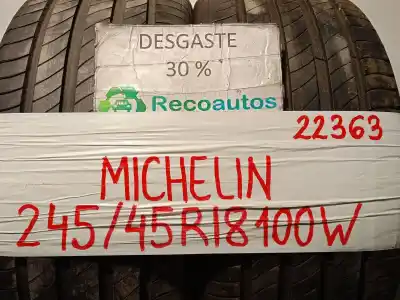 DESGASTE
30 %
Recoautos
22363
MICHELIN
245/45R18100W